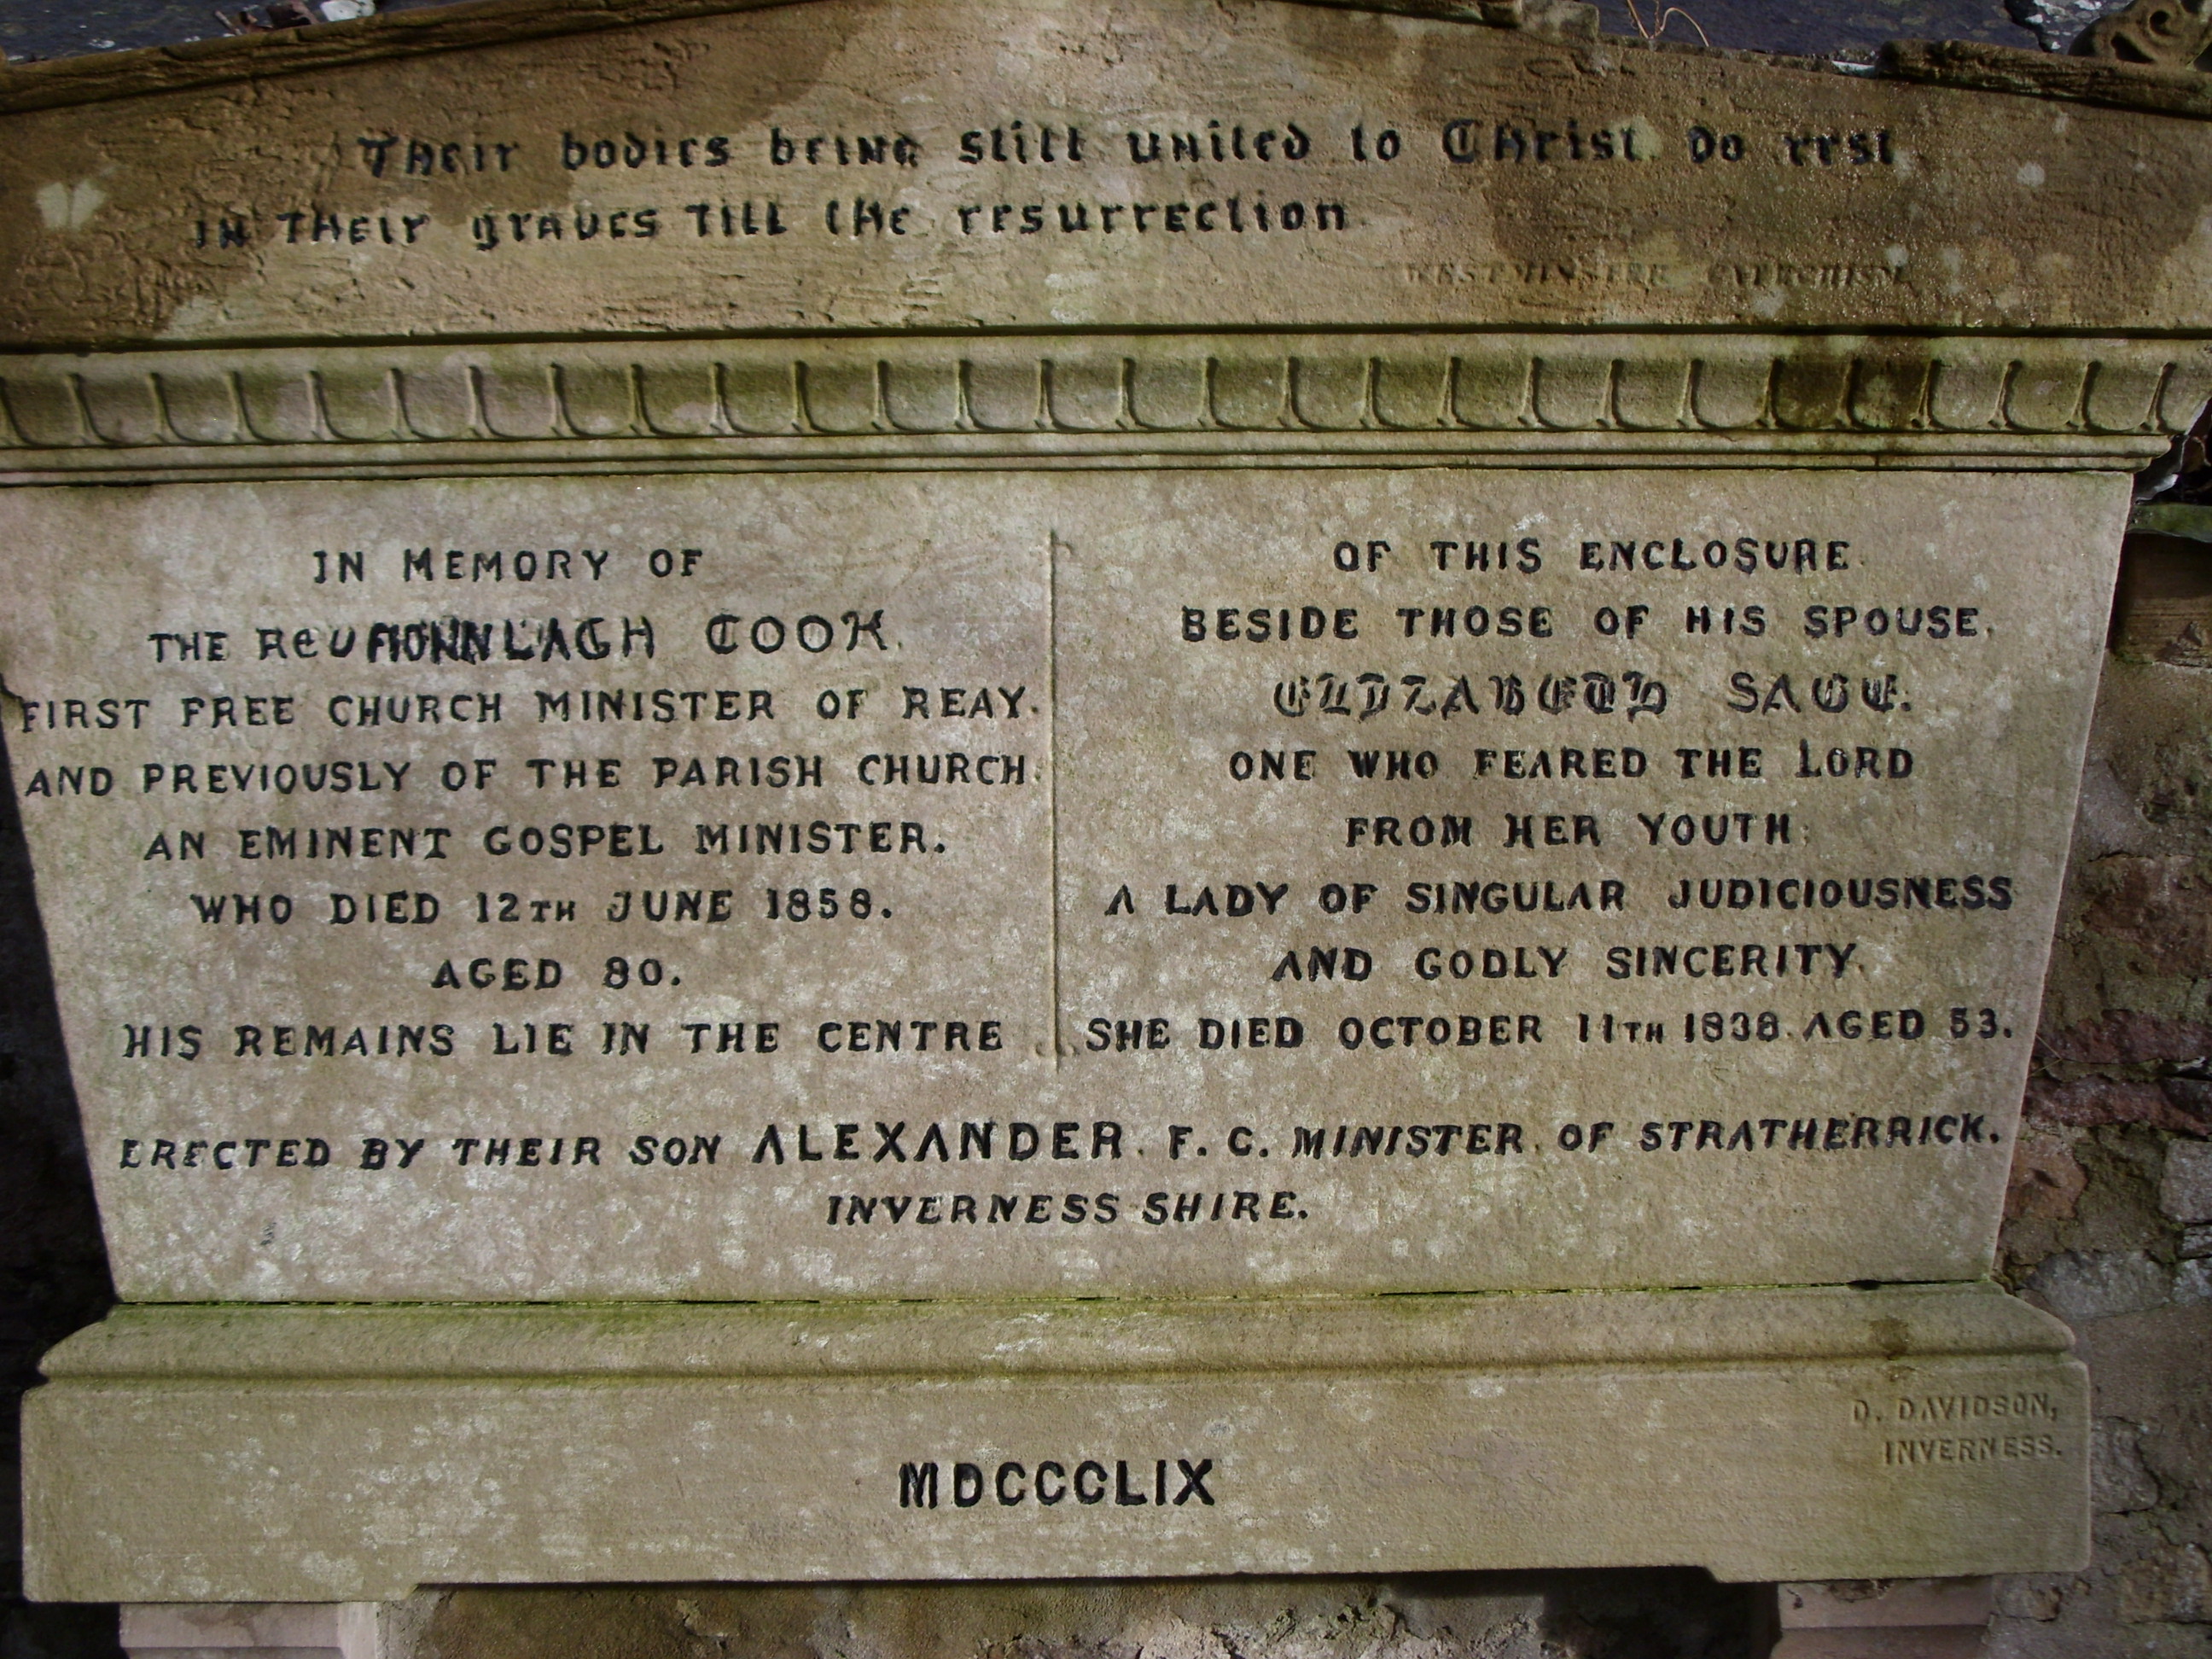 Their bodies being still united to Christ do rest
in their graves till the resurrection
WESTMINSTER CATECHISM
IN MEMORY OF
THE Rev FIONNLAGH COOK.
FIRST FREE CHURCH MINISTER OF REAY.
AND PREVIOUSLY OF THE PARISH CHURCH.
AN EMINENT GOSPEL MINISTER.
WHO DIED 12TH JUNE 1858.
AGED 80.
HIS REMAINS LIE IN THE CENTRE
OF THIS ENCLOSURE
BESIDE THOSE OF HIS SPOUSE.
ELIZABETH SAGE.
ONE WHO FEARED THE LORD
FROM HER YOUTH.
A LADY OF SINGULAR JUDICIOUSNESS
AND GODLY SINCERITY.
SHE DIED OCTOBER 11TH 1838. AGED 53.
ERECTED BY THEIR SON ALEXANDER. F. C. MINISTER. OF STRATHERRICK.
INVERNESS SHIRE.
MDCCCLIX
D. DAVIDSON,
INVERNESS.